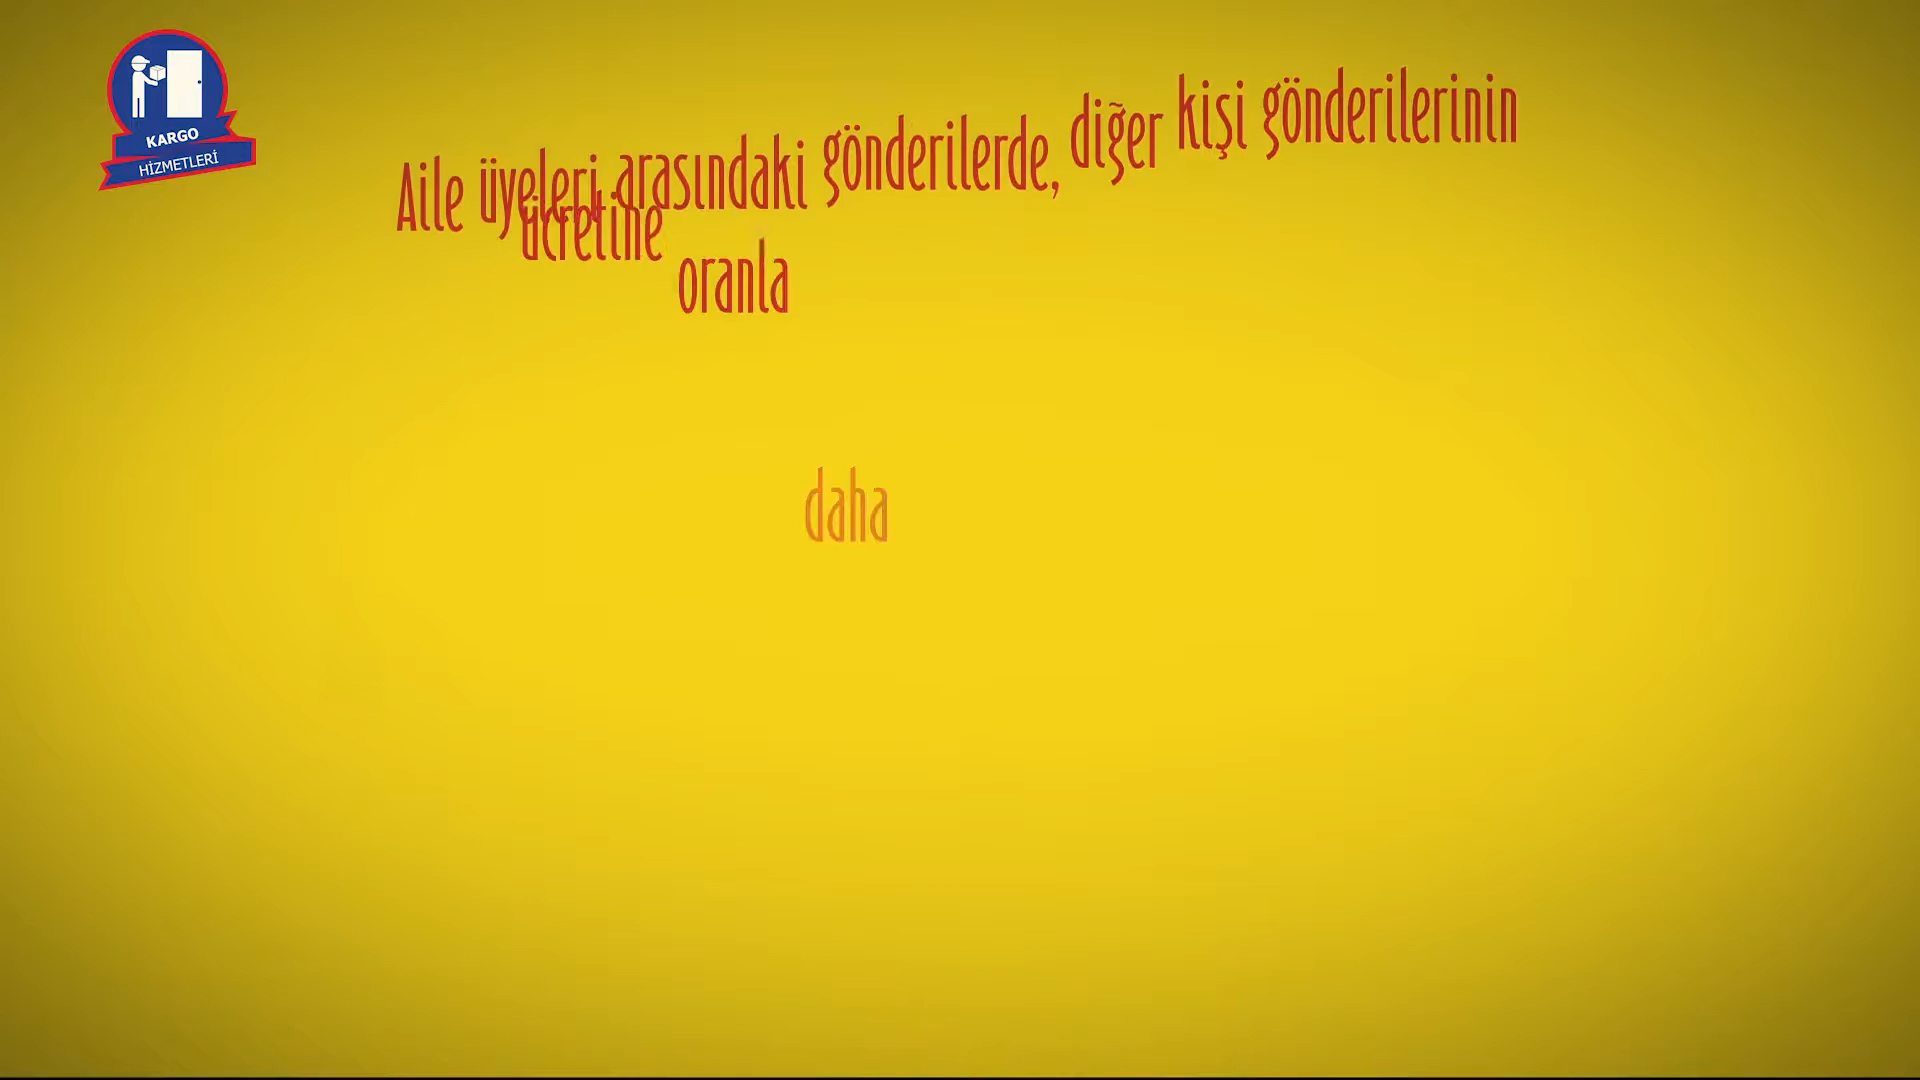 KARGO
HİZMETLERİ
Aile üyeleri arasındaki gönderilerde, diğer kişi gönderilerinin
ücretine oranla
daha